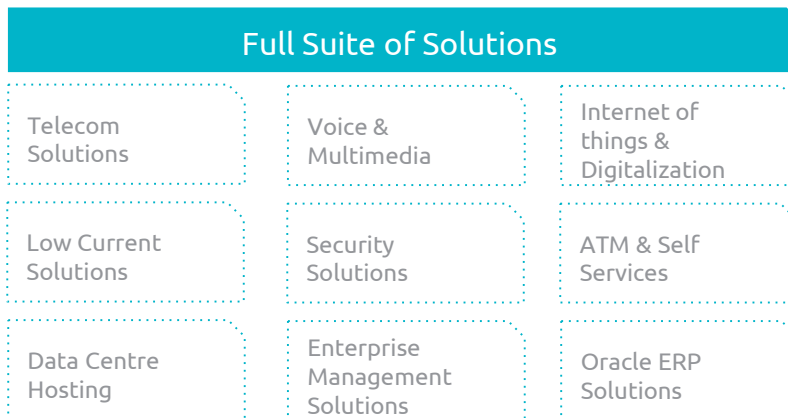 Full Suite of Solutions
Telecom
Solutions
Voice &
Multimedia
Internet of
things &
Digitalization
Low Current
Solutions
Security
Solutions
ATM & Self
Services
Data Centre
Hosting
Enterprise
Management
Solutions
Oracle ERP
Solutions